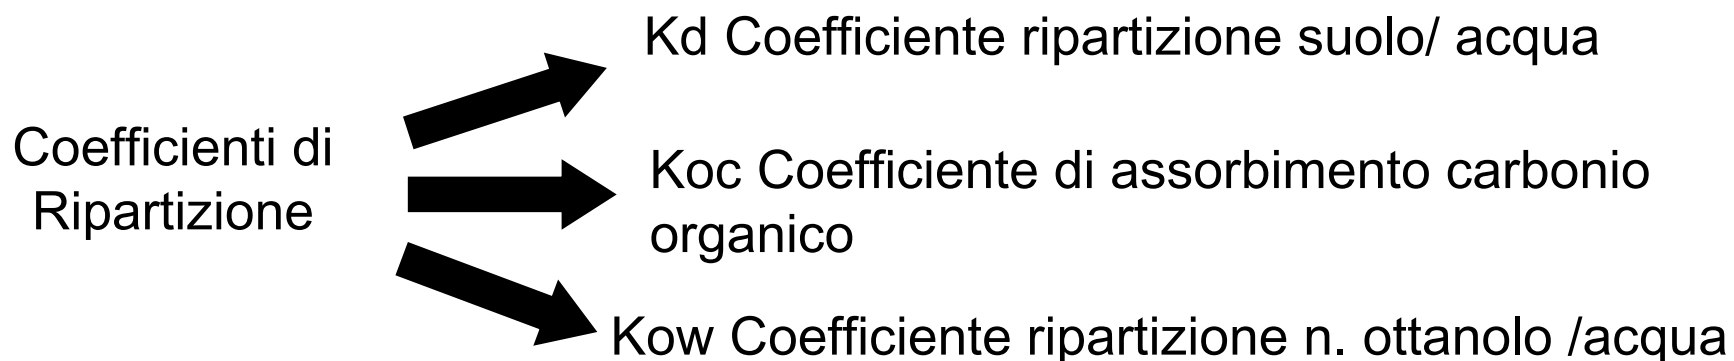 Kd Coefficiente ripartizione suolo/ acqua
Coefficienti di
Ripartizione
Koc Coefficiente di assorbimento carbonio
organico
Kow Coefficiente ripartizione n. ottanolo /acqua